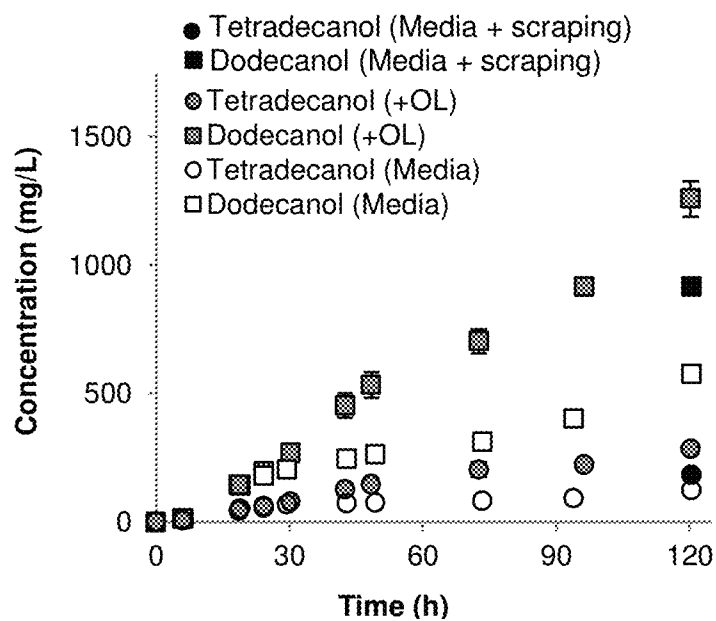 Tetradecanol (Media + scraping)
Dodecanol (Media + scraping)
Tetradecanol (+OL)
Dodecanol (+OL)
Tetradecanol (Media)
Dodecanol (Media)
Concentration (mg/L)
1500
1000
500
0
0 30 60 90 120
Time (h)